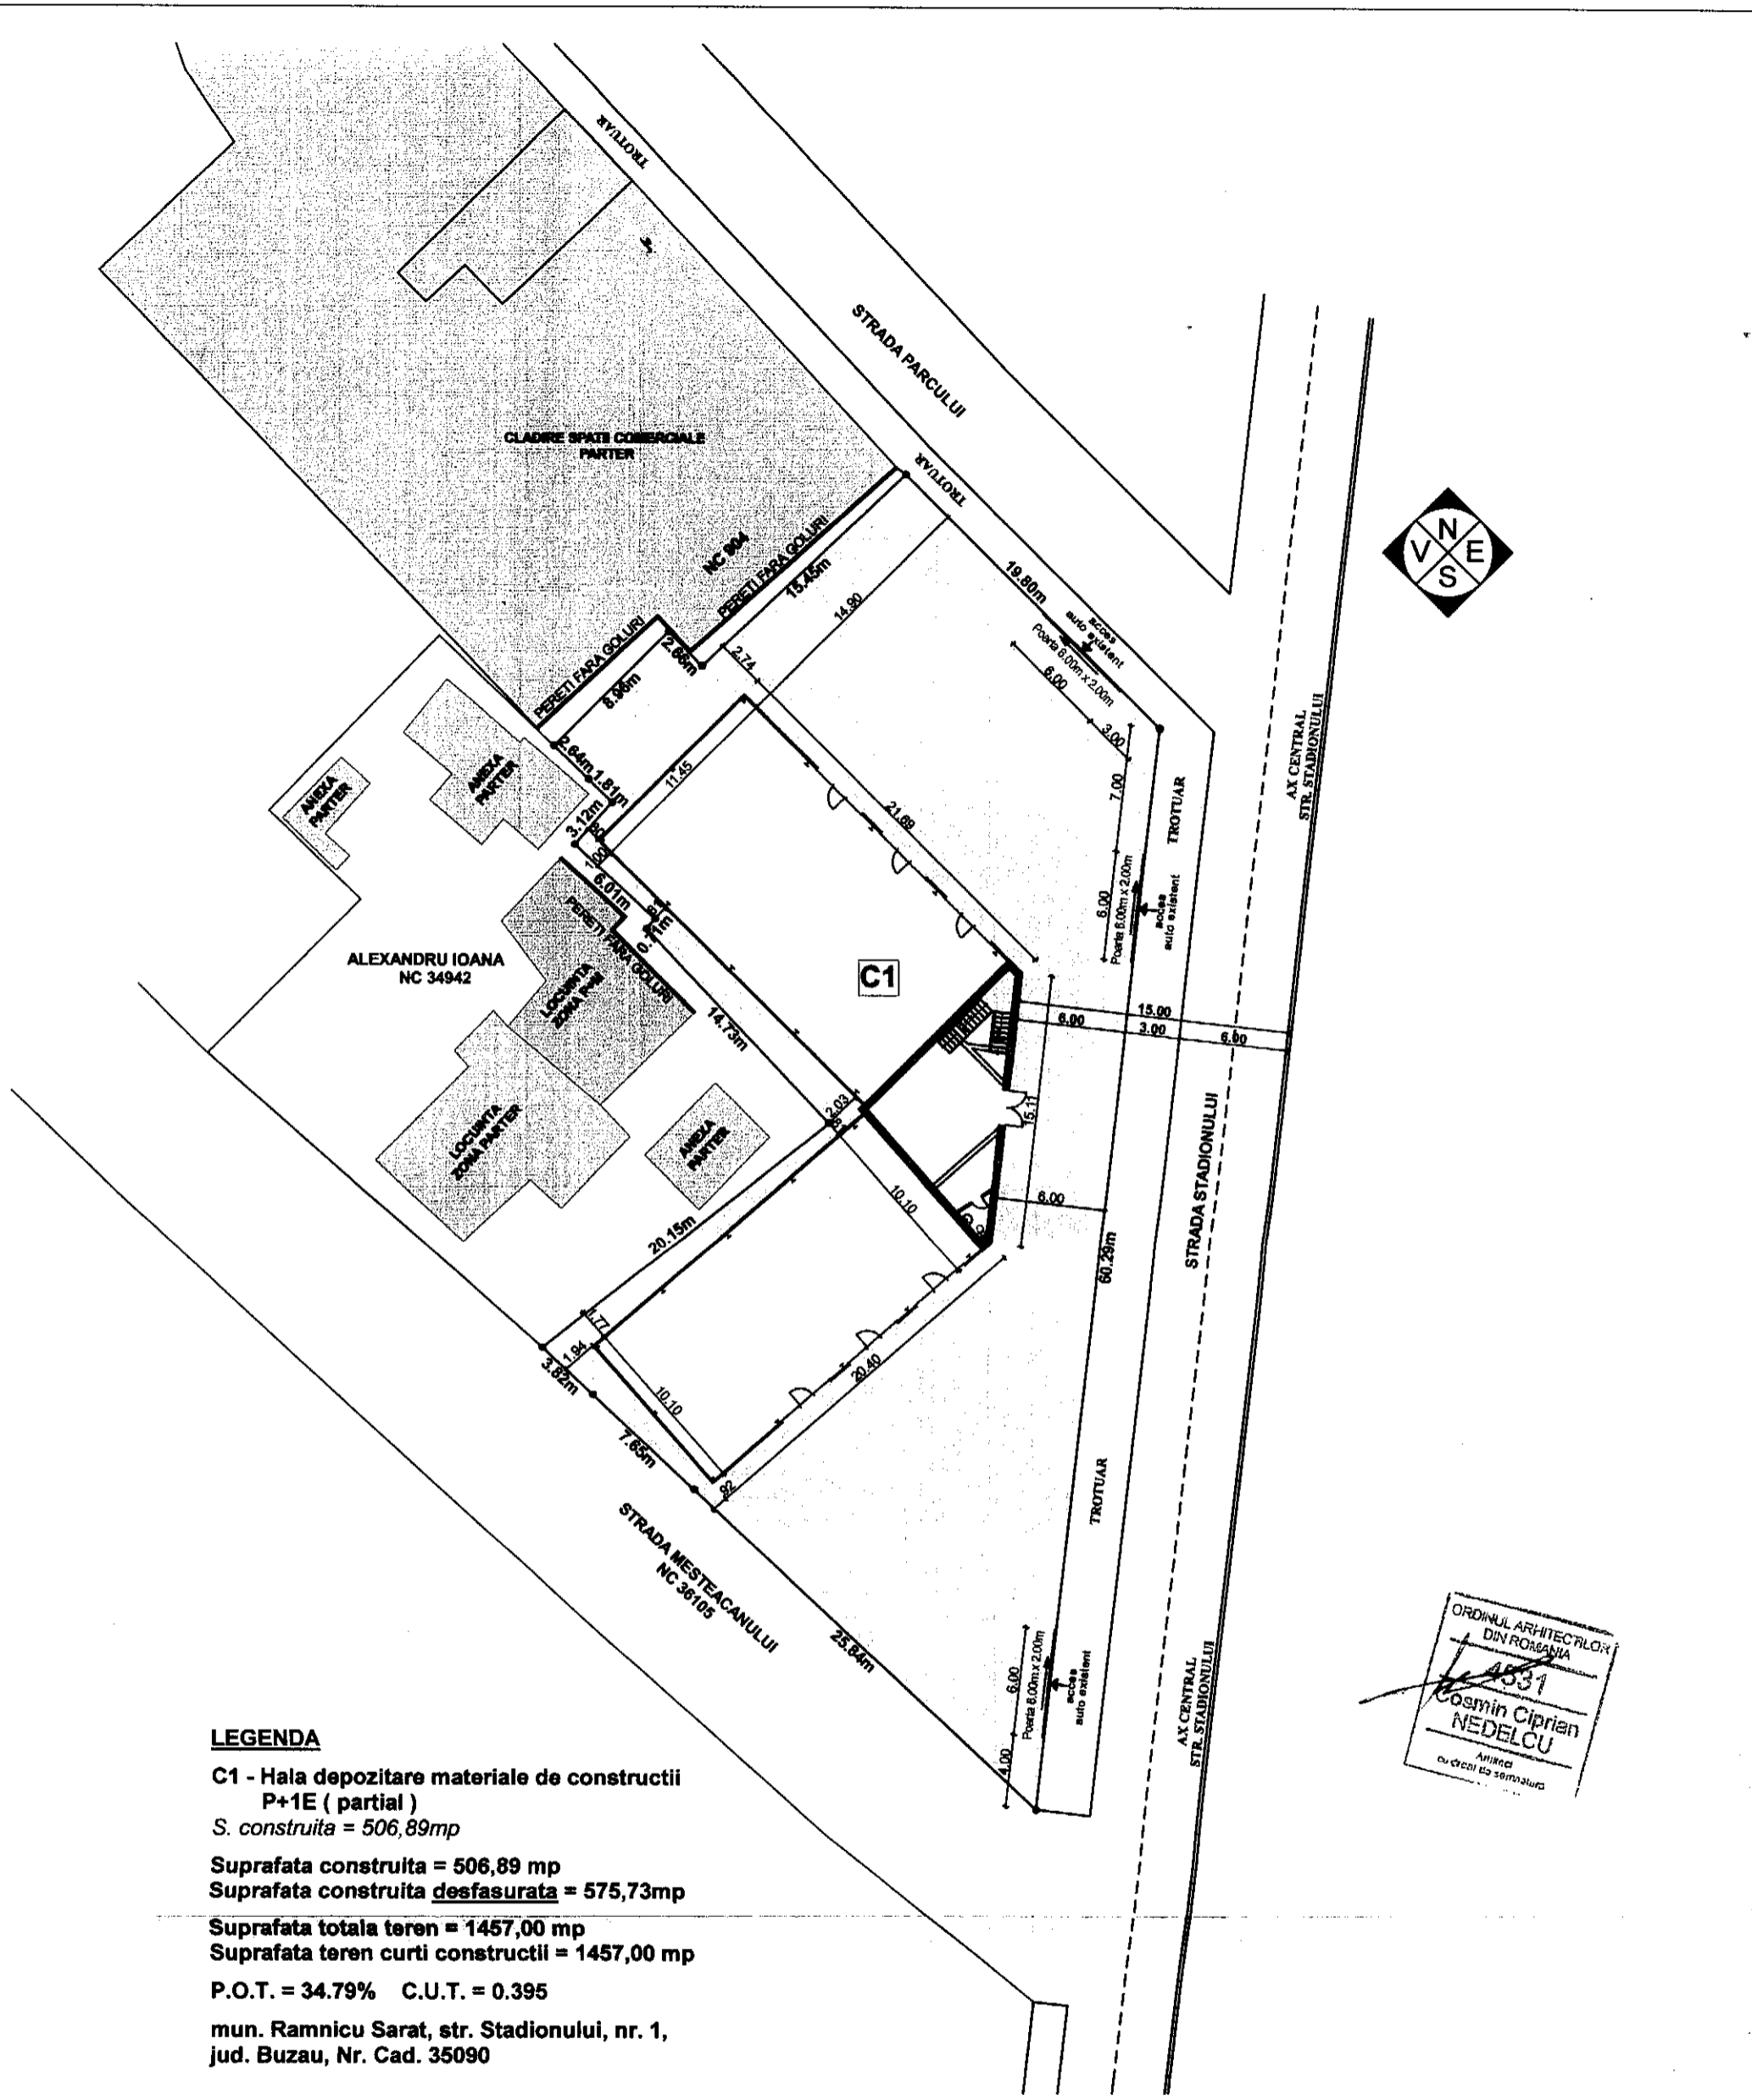 TROTUAR
STRADA PARCULUI
CLADIRE SPATII COMERCIALE
PARTER
TROTUAR
NC 904
PERETI FARA GOLURI
15.45m
14.90
19.80m
acces
auto existent
Poarta 6.00m x 2.00m
6.00
3.00
N
V
E
S
PERETI FARA GOLURI
2.66m
8.96m
2.74
2.64m
1.81m
3.12m
11.45
21.69
7.00
TROTUAR
AX CENTRAL
STR. STADIONULUI
ANEXA
PARTER
ANEXA
PARTER
1.00
6.01m
0.11m
PERETI FARA GOLURI
6.00
Poarta 6.00m x 2.00m
acces
auto existent
ALEXANDRU IOANA
NC 34942
LOCUINTA
ZONA P+M
C1
14.73m
15.00
6.00
3.00
6.00
15.11
2.03
LOCUINTA
ZONA PARTER
ANEXA
PARTER
STRADA STADIONULUI
10.10
6.00
20.15m
60.29m
1.77
1.94
3.82m
10.10
20.40
7.65m
.92
TROTUAR
STRADA MESTEACANULUI
NC 36105
25.84m
6.00
Poarta 6.00m x 2.00m
acces
auto existent
4.00
AX CENTRAL
STR. STADIONULUI
ORDINUL ARHITECTILOR
DIN ROMANIA
4531
Cosmin Ciprian
NEDELCU
Arhitect
cu drept de semnatura
LEGENDA
C1 - Hala depozitare materiale de constructii
P+1E ( partial )
S. construita = 506,89mp
Suprafata construita = 506,89 mp
Suprafata construita desfasurata = 575,73mp
Suprafata totala teren = 1457,00 mp
Suprafata teren curti constructii = 1457,00 mp
P.O.T. = 34.79% C.U.T. = 0.395
mun. Ramnicu Sarat, str. Stadionului, nr. 1,
jud. Buzau, Nr. Cad. 35090